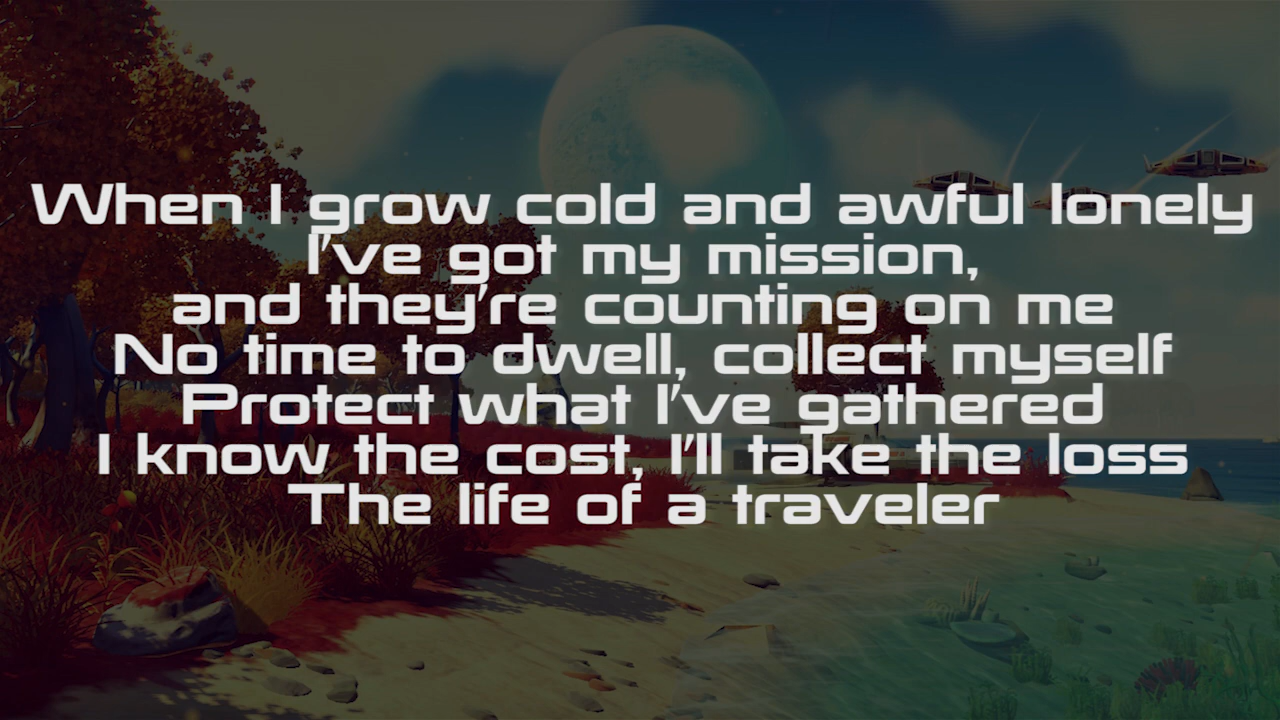 When I grow cold and awful lonely
I've got my mission,
and they're counting on me
No time to dwell, collect myself
Protect what I've gathered
I know the cost, I'll take the loss
The life of a traveler